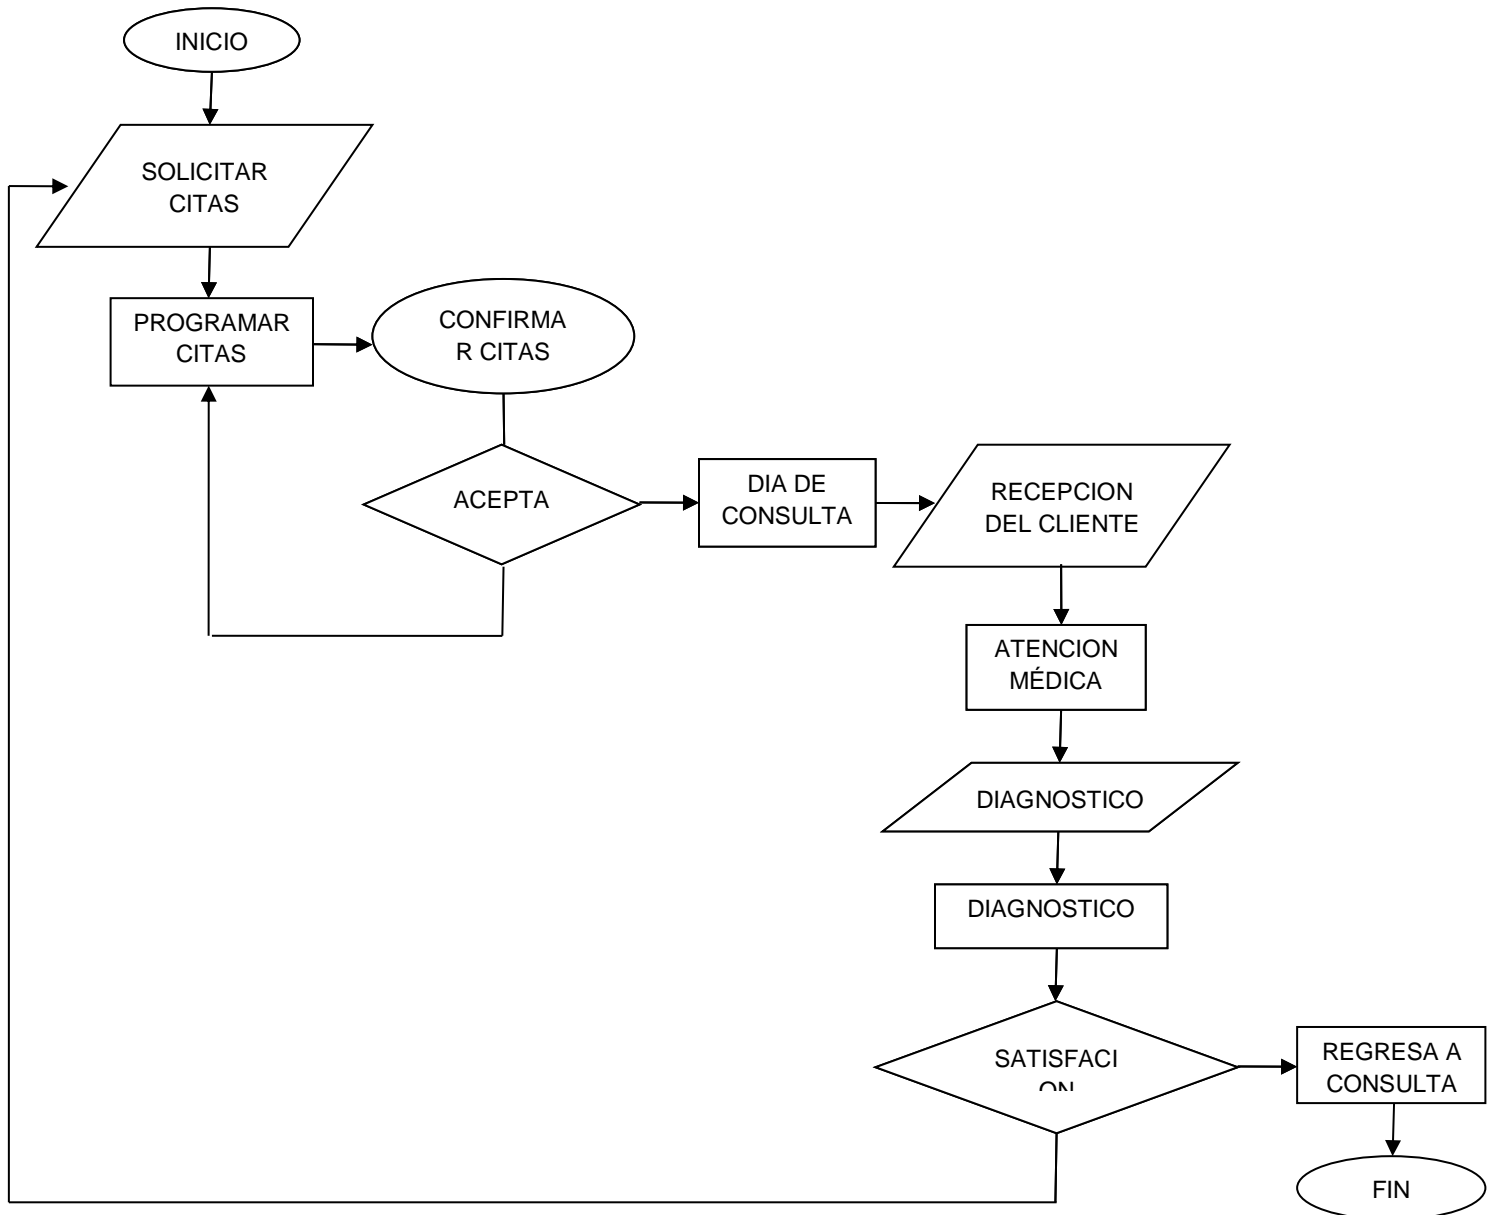 INICIO
SOLICITAR
CITAS
PROGRAMAR
CITAS
CONFIRMA
R CITAS
ACEPTA
DIA DE
CONSULTA
RECEPCION
DEL CLIENTE
ATENCION
MÉDICA
DIAGNOSTICO
DIAGNOSTICO
SATISFACI
ON
REGRESA A
CONSULTA
FIN